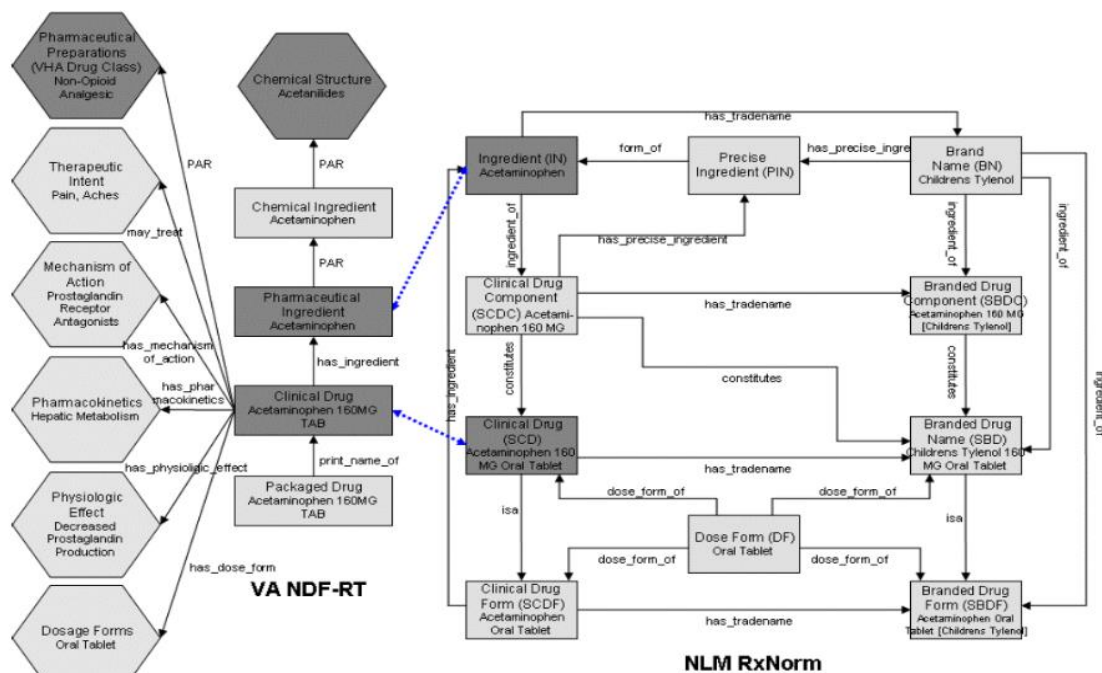 Pharmaceutical
Preparations
(VHA Drug Class)
Non-Opioid
Analgesic
Therapeutic
Intent
Pain, Aches
Mechanism of
Action
Prostaglandin
Receptor
Antagonists
Pharmacokinetics
Hepatic Metabolism
Physiologic
Effect
Decreased
Prostaglandin
Production
Dosage Forms
Oral Tablet
PAR
may_treat
has_mechanism
of_action
has_phar
macokinetics
has_physioligic_effect
has_dose_form
Chemical Structure
Acetanilides
PAR
Chemical Ingredient
Acetaminophen
PAR
Pharmaceutical
Ingredient
Acetaminophen
has_ingredient
Clinical Drug
Acetaminophen 160MG
TAB
print_name_of
Packaged Drug
Acetaminophen 160MG
TAB
VA NDF-RT
has_tradename
Ingredient (IN)
Acetaminophen
form_of
Precise
Ingredient (PIN)
has_precise_ingre
Brand
Name (BN)
Childrens Tylenol
ingredient_of
has_precise_ingredient
ingredient_of
ingredient_of
Clinical Drug
Component
(SCDC) Acetami-
nophen 160 MG
has_tradename
Branded Drug
Component (SBDC)
Acetaminophen 160 MG
[Childrens Tylenol]
has_ingredient
constitutes
constitutes
constitutes
ingredient_of
Clinical Drug
(SCD)
Acetaminophen 160
MG Oral Tablet
has_tradename
Branded Drug
Name (SBD)
Childrens Tylenol 160
MG Oral Tablet
dose_form_of
dose_form_of
isa
isa
Dose Form (DF)
Oral Tablet
dose_form_of
dose_form_of
Clinical Drug
Form (SCDF)
Acetaminophen
Oral Tablet
has_tradename
Branded Drug
Form (SBDF)
Acetaminophen Oral
Tablet [Childrens Tylenol]
NLM RxNorm